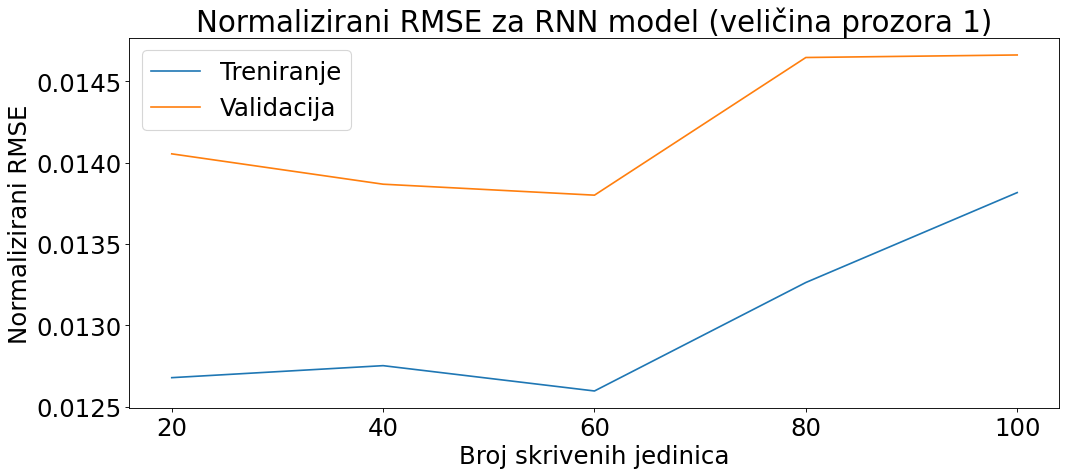 Normalizirani RMSE za RNN model (veličina prozora 1)
Treniranje
Validacija
Normalizirani RMSE
0.0145
0.0140
0.0135
0.0130
0.0125
20 40 60 80 100
Broj skrivenih jedinica